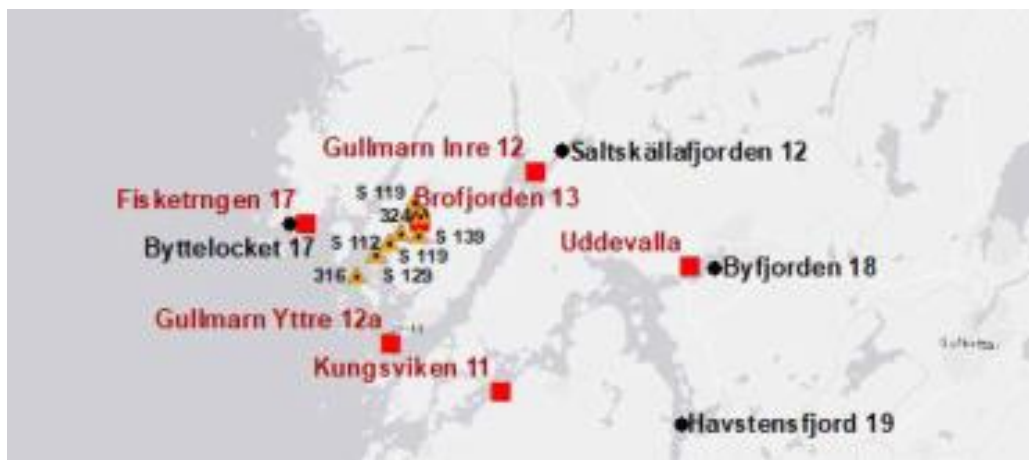 Gullmarn Inre 12
Saltskällafjorden 12
S 119
Brofjorden 13
Fisketrngen 17
324
Byttelocket 17
S 112
S 139
S 119
316
S 129
Uddevalla
Byfjorden 18
Gullmarn Yttre 12a
Kungsviken 11
Havstensfjord 19